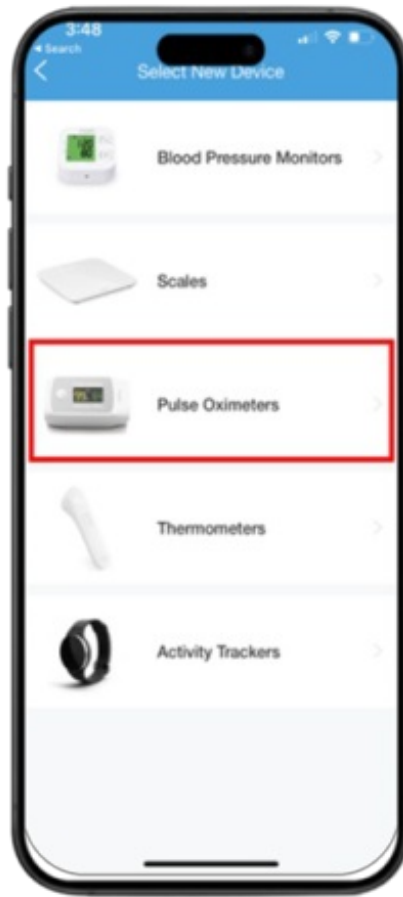 3:48
Search
Select New Device
Blood Pressure Monitors
Scales
Pulse Oximeters
Thermometers
Activity Trackers